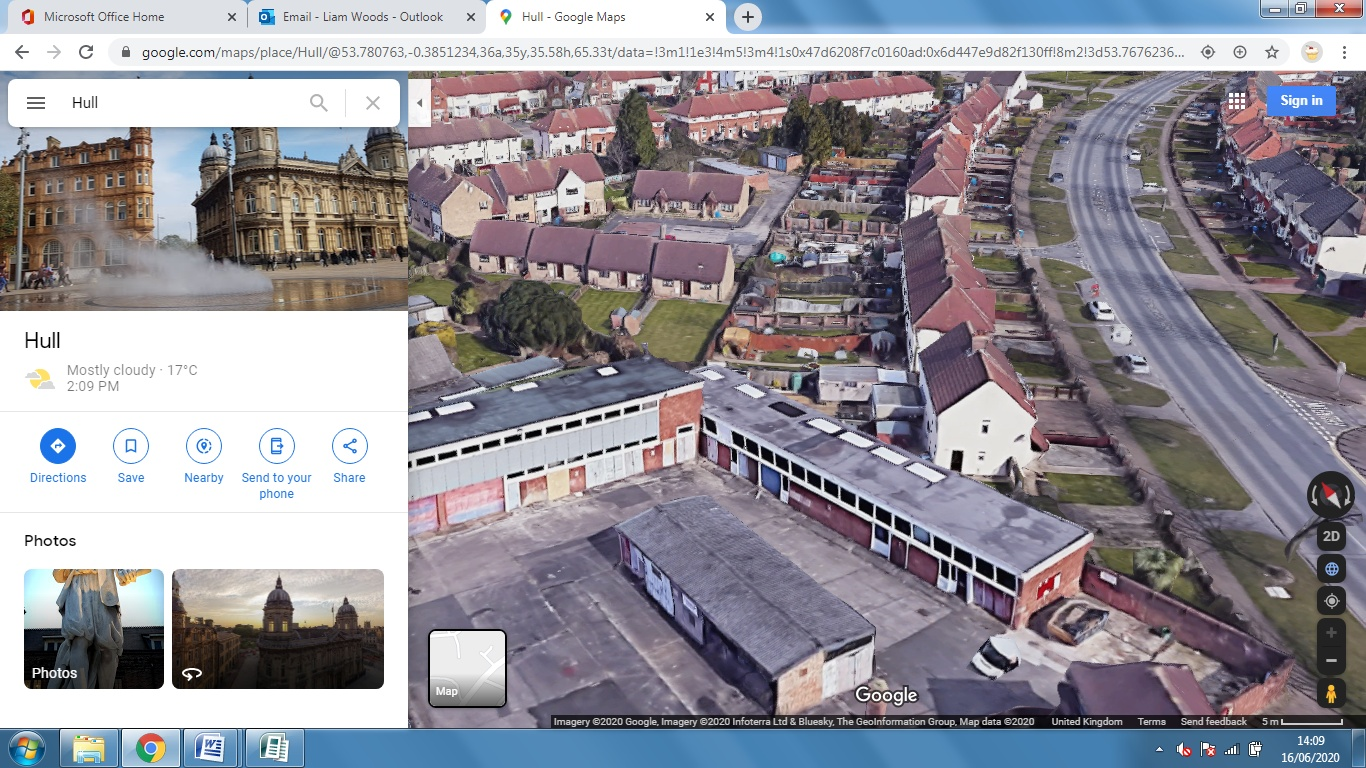 Microsoft Office Home
Email - Liam Woods - Outlook
Hull - Google Maps
google.com/maps/place/Hull/@53.780763,-0.3851234,36a,35y,35.58h,65.33t/data=!3m1!1e3!4m5!3m4!1s0x47d6208f7c0160ad:0x6d447e9d82f130ff!8m2!3d53.7676236...
Hull
Sign in
Hull
Mostly cloudy · 17°C
2:09 PM
Directions
Save
Nearby
Send to your
phone
Share
Photos
Photos
Map
Google
2D
Imagery ©2020 Google, Imagery ©2020 Infoterra Ltd & Bluesky, The GeoInformation Group, Map data ©2020
United Kingdom
Terms
Send feedback
5 m
14:09
16/06/2020